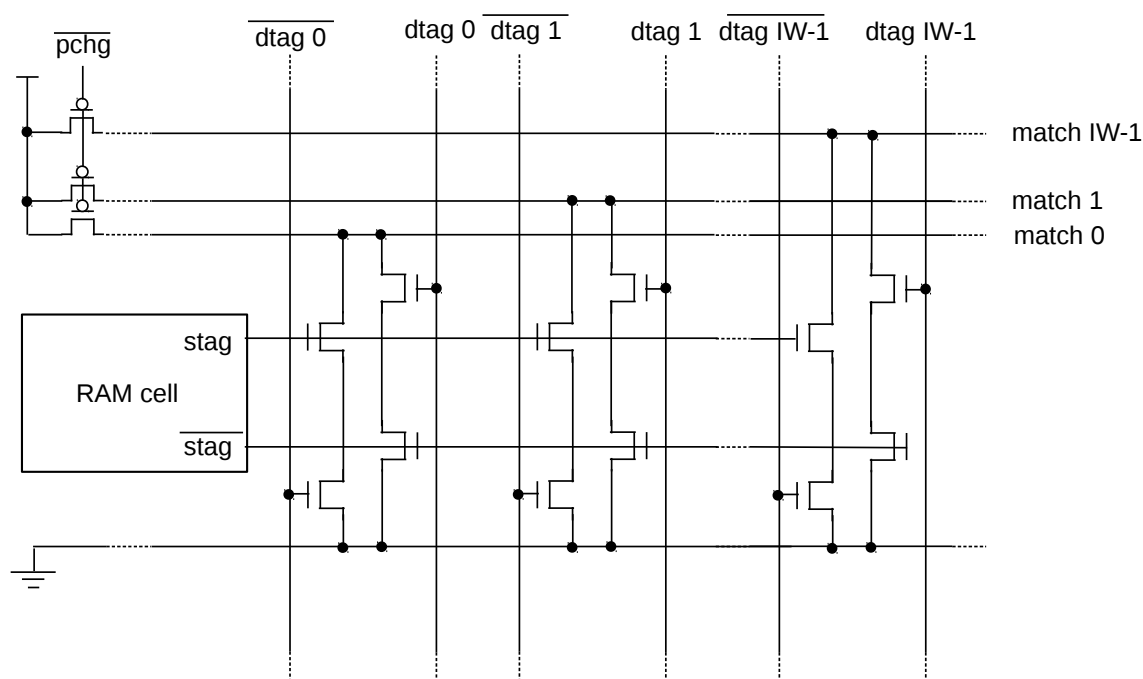 pchg
dtag 0 dtag 0 dtag 1 dtag 1 dtag IW-1 dtag IW-1
match IW-1
match 1
match 0
stag
RAM cell
stag